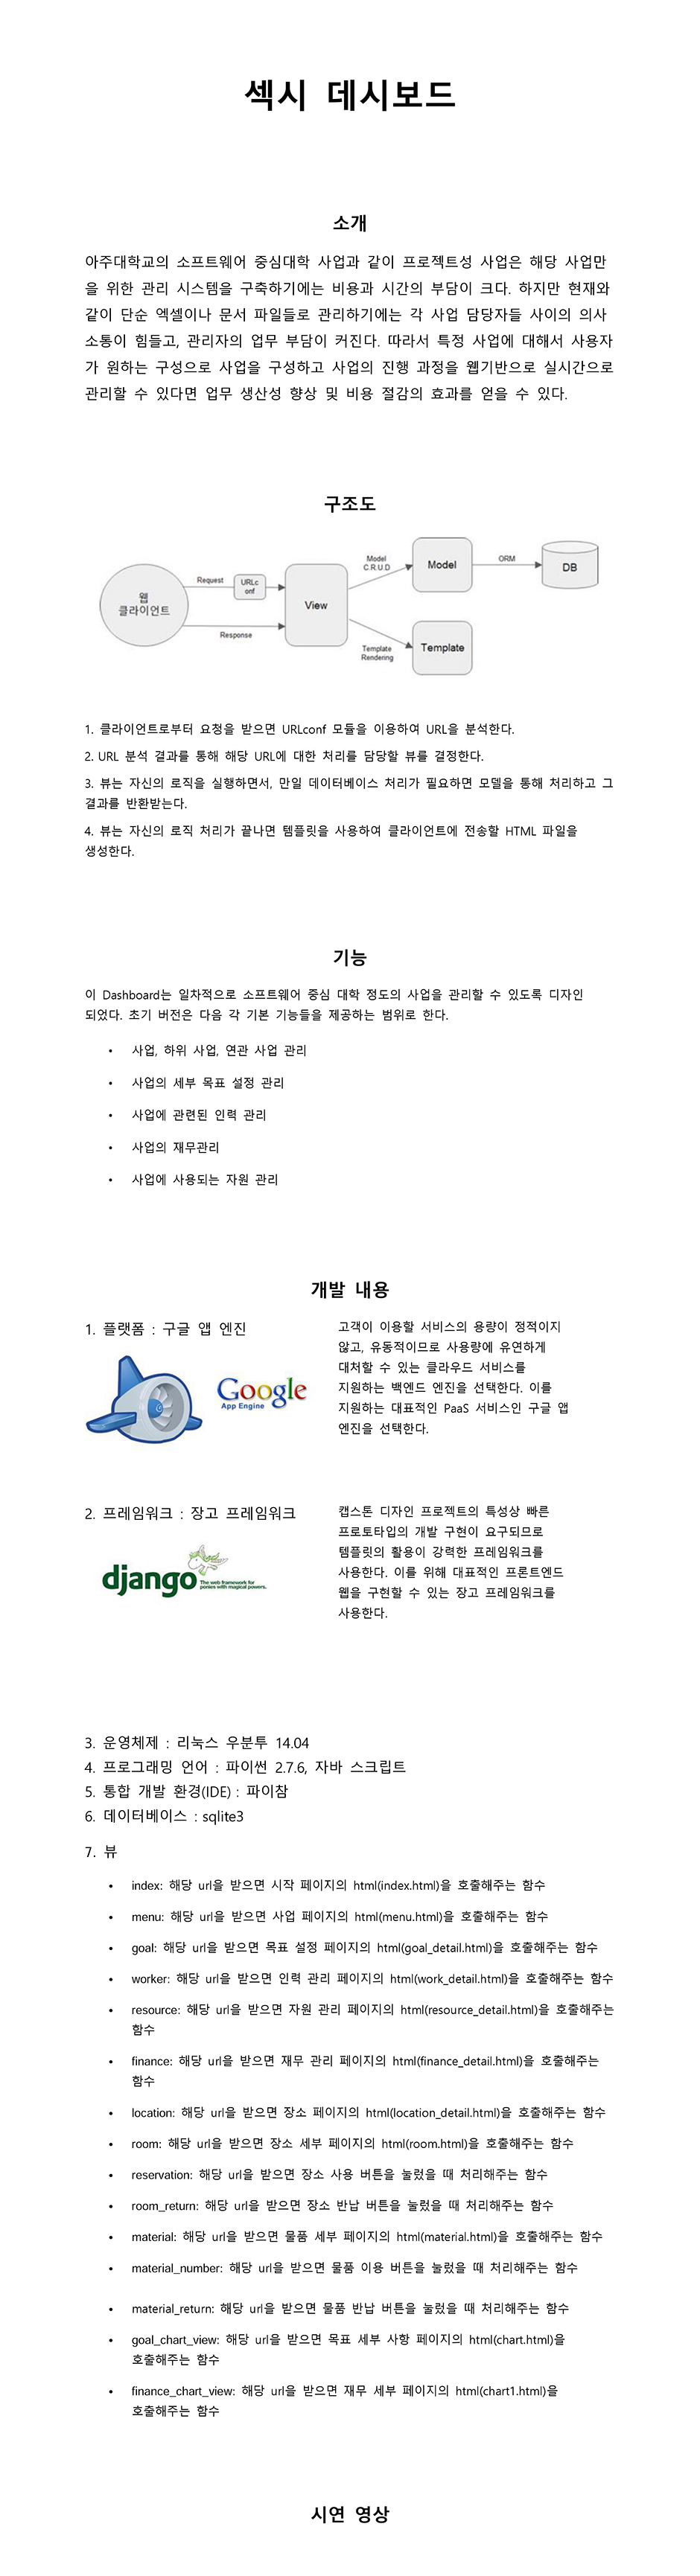 섹시 데시보드
소개
아주대학교의 소프트웨어 중심대학 사업과 같이 프로젝트성 사업은 해당 사업만
을 위한 관리 시스템을 구축하기에는 비용과 시간의 부담이 크다. 하지만 현재와
같이 단순 엑셀이나 문서 파일들로 관리하기에는 각 사업 담당자들 사이의 의사
소통이 힘들고, 관리자의 업무 부담이 커진다. 따라서 특정 사업에 대해서 사용자
가 원하는 구성으로 사업을 구성하고 사업의 진행 과정을 웹기반으로 실시간으로
관리할 수 있다면 업무 생산성 향상 및 비용 절감의 효과를 얻을 수 있다.
구조도
웹
클라이언트
Request
URLc
onf
Response
View
Model
C.R.U.D
Model
ORM
DB
Template
Rendering
Template
1. 클라이언트로부터 요청을 받으면 URLconf 모듈을 이용하여 URL을 분석한다.
2. URL 분석 결과를 통해 해당 URL에 대한 처리를 담당할 뷰를 결정한다.
3. 뷰는 자신의 로직을 실행하면서, 만일 데이터베이스 처리가 필요하면 모델을 통해 처리하고 그
결과를 반환받는다.
4. 뷰는 자신의 로직 처리가 끝나면 템플릿을 사용하여 클라이언트에 전송할 HTML 파일을
생성한다.
기능
이 Dashboard는 일차적으로 소프트웨어 중심 대학 정도의 사업을 관리할 수 있도록 디자인
되었다. 초기 버전은 다음 각 기본 기능들을 제공하는 범위로 한다.
• 사업, 하위 사업, 연관 사업 관리
• 사업의 세부 목표 설정 관리
• 사업에 관련된 인력 관리
• 사업의 재무관리
• 사업에 사용되는 자원 관리
개발 내용
1. 플랫폼 : 구글 앱 엔진
Google
App Engine
고객이 이용할 서비스의 용량이 정적이지
않고, 유동적이므로 사용량에 유연하게
대처할 수 있는 클라우드 서비스를
지원하는 백엔드 엔진을 선택한다. 이를
지원하는 대표적인 PaaS 서비스인 구글 앱
엔진을 선택한다.
2. 프레임워크 : 장고 프레임워크
django
The web framework for
ponies with magical powers.
캡스톤 디자인 프로젝트의 특성상 빠른
프로토타입의 개발 구현이 요구되므로
템플릿의 활용이 강력한 프레임워크를
사용한다. 이를 위해 대표적인 프론트엔드
웹을 구현할 수 있는 장고 프레임워크를
사용한다.
3. 운영체제 : 리눅스 우분투 14.04
4. 프로그래밍 언어 : 파이썬 2.7.6, 자바 스크립트
5. 통합 개발 환경(IDE) : 파이참
6. 데이터베이스 : sqlite3
7. 뷰
• index: 해당 url을 받으면 시작 페이지의 html(index.html)을 호출해주는 함수
• menu: 해당 url을 받으면 사업 페이지의 html(menu.html)을 호출해주는 함수
• goal: 해당 url을 받으면 목표 설정 페이지의 html(goal_detail.html)을 호출해주는 함수
• worker: 해당 url을 받으면 인력 관리 페이지의 html(work_detail.html)을 호출해주는 함수
• resource: 해당 url을 받으면 자원 관리 페이지의 html(resource_detail.html)을 호출해주는
함수
• finance: 해당 url을 받으면 재무 관리 페이지의 html(finance_detail.html)을 호출해주는
함수
• location: 해당 url을 받으면 장소 페이지의 html(location_detail.html)을 호출해주는 함수
• room: 해당 url을 받으면 장소 세부 페이지의 html(room.html)을 호출해주는 함수
• reservation: 해당 url을 받으면 장소 사용 버튼을 눌렀을 때 처리해주는 함수
• room_return: 해당 url을 받으면 장소 반납 버튼을 눌렀을 때 처리해주는 함수
• material: 해당 url을 받으면 물품 세부 페이지의 html(material.html)을 호출해주는 함수
• material_number: 해당 url을 받으면 물품 이용 버튼을 눌렀을 때 처리해주는 함수
• material_return: 해당 url을 받으면 물품 반납 버튼을 눌렀을 때 처리해주는 함수
• goal_chart_view: 해당 url을 받으면 목표 세부 사항 페이지의 html(chart.html)을
호출해주는 함수
• finance_chart_view: 해당 url을 받으면 재무 세부 페이지의 html(chart1.html)을
호출해주는 함수
시연 영상